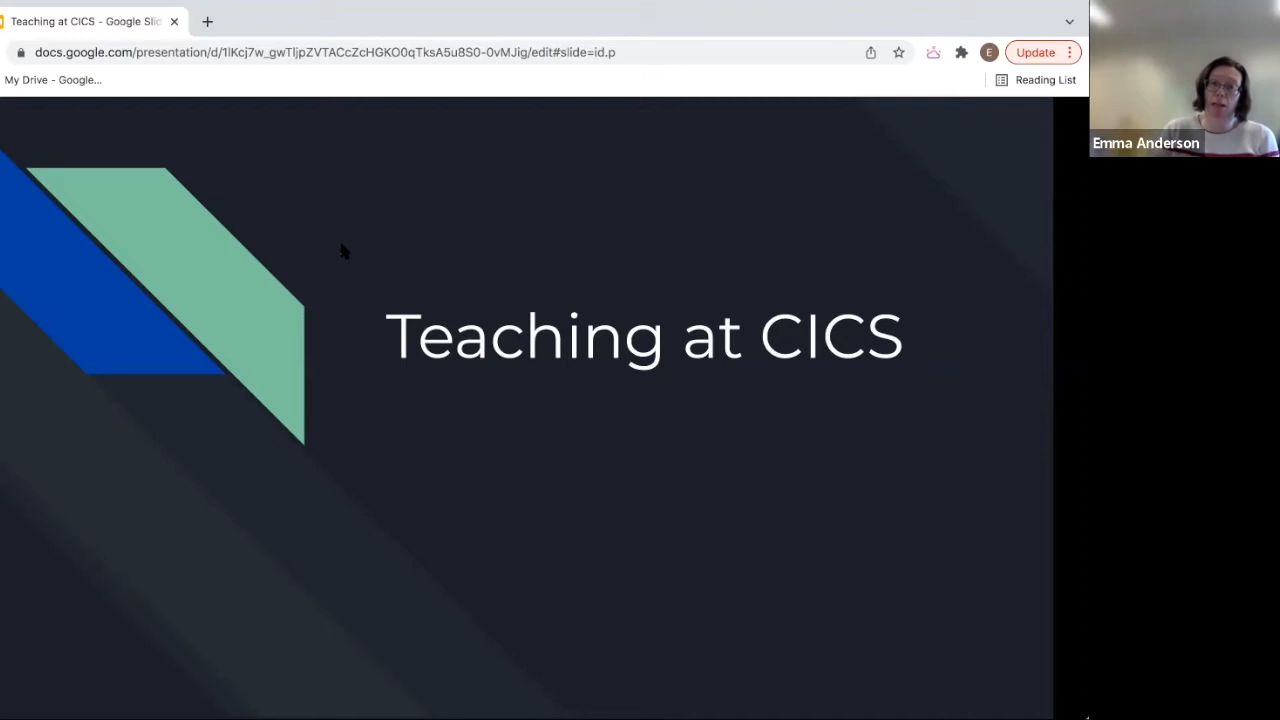 Teaching at CICS - Google Slid
docs.google.com/presentation/d/1lKcj7w_gwTljpZVTACcZcHGKO0qTksA5u8S0-0vMJig/edit#slide=id.p
E
Update
My Drive - Google...
Reading List
Emma Anderson
Teaching at CICS